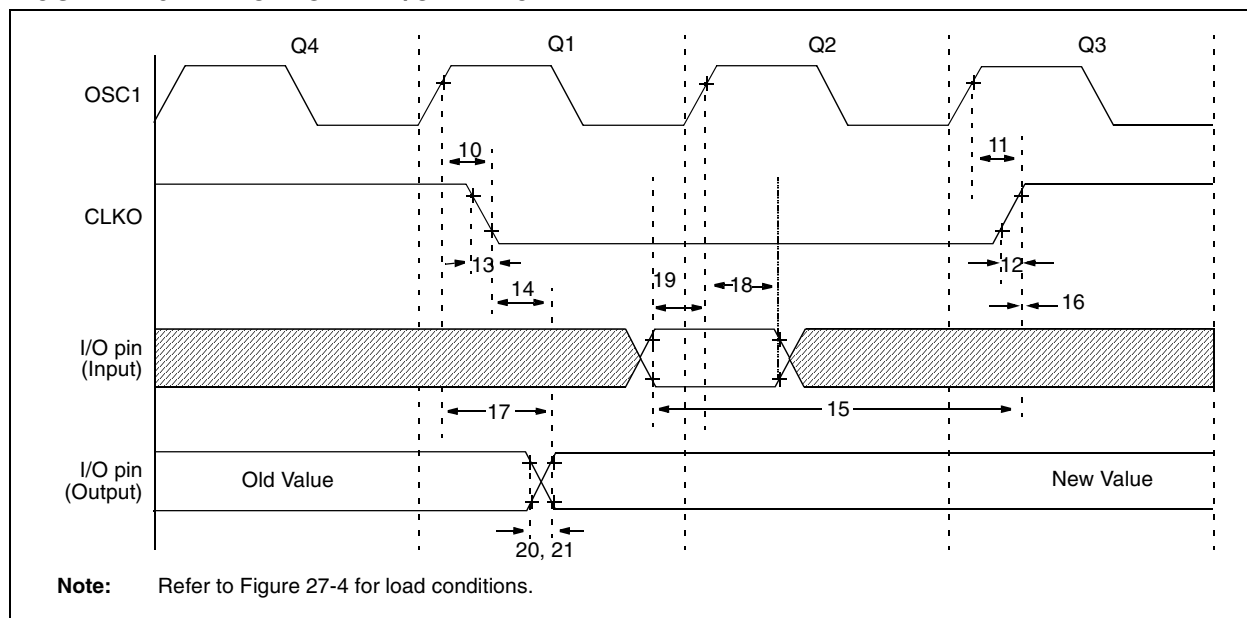 Q4 Q1 Q2 Q3
OSC1
10 11
CLKO
13 12
14 19 18 16
I/O pin
(Input)
17 15
I/O pin
(Output)
Old Value New Value
20, 21
Note: Refer to Figure 27-4 for load conditions.